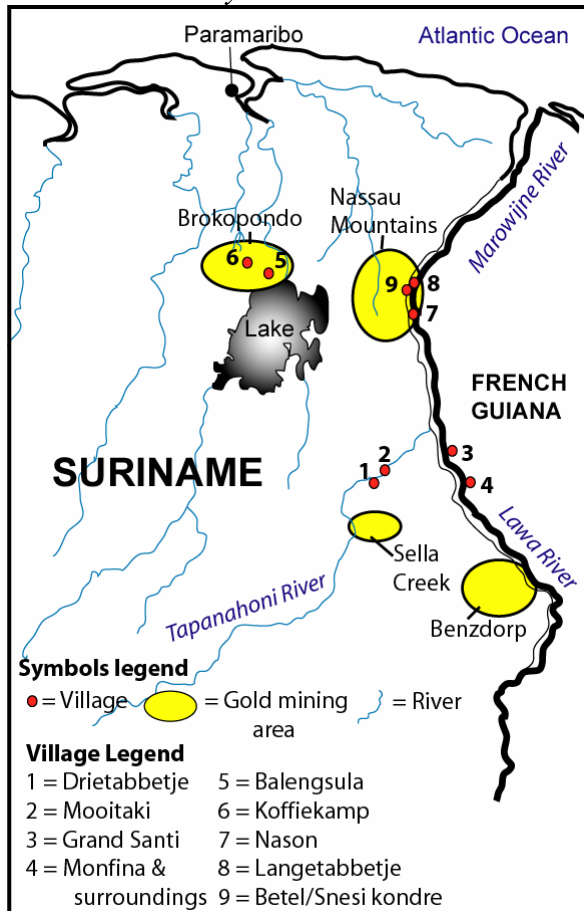 Paramaribo
Atlantic Ocean
Marowijne River
Nassau
Mountains
Brokopondo
6
5
9
8
7
Lake
FRENCH
GUIANA
SURINAME
2
1
3
4
Sella
Creek
Lawa River
Tapanahoni River
Benzdorp
Symbols legend
= Village
= Gold mining
area
= River
Village Legend
1 = Drietabbetje
2 = Mooitaki
3 = Grand Santi
4 = Monfina &
surroundings
5 = Balengsula
6 = Koffiekamp
7 = Nason
8 = Langetabbetje
9 = Betel/Snesi kondre